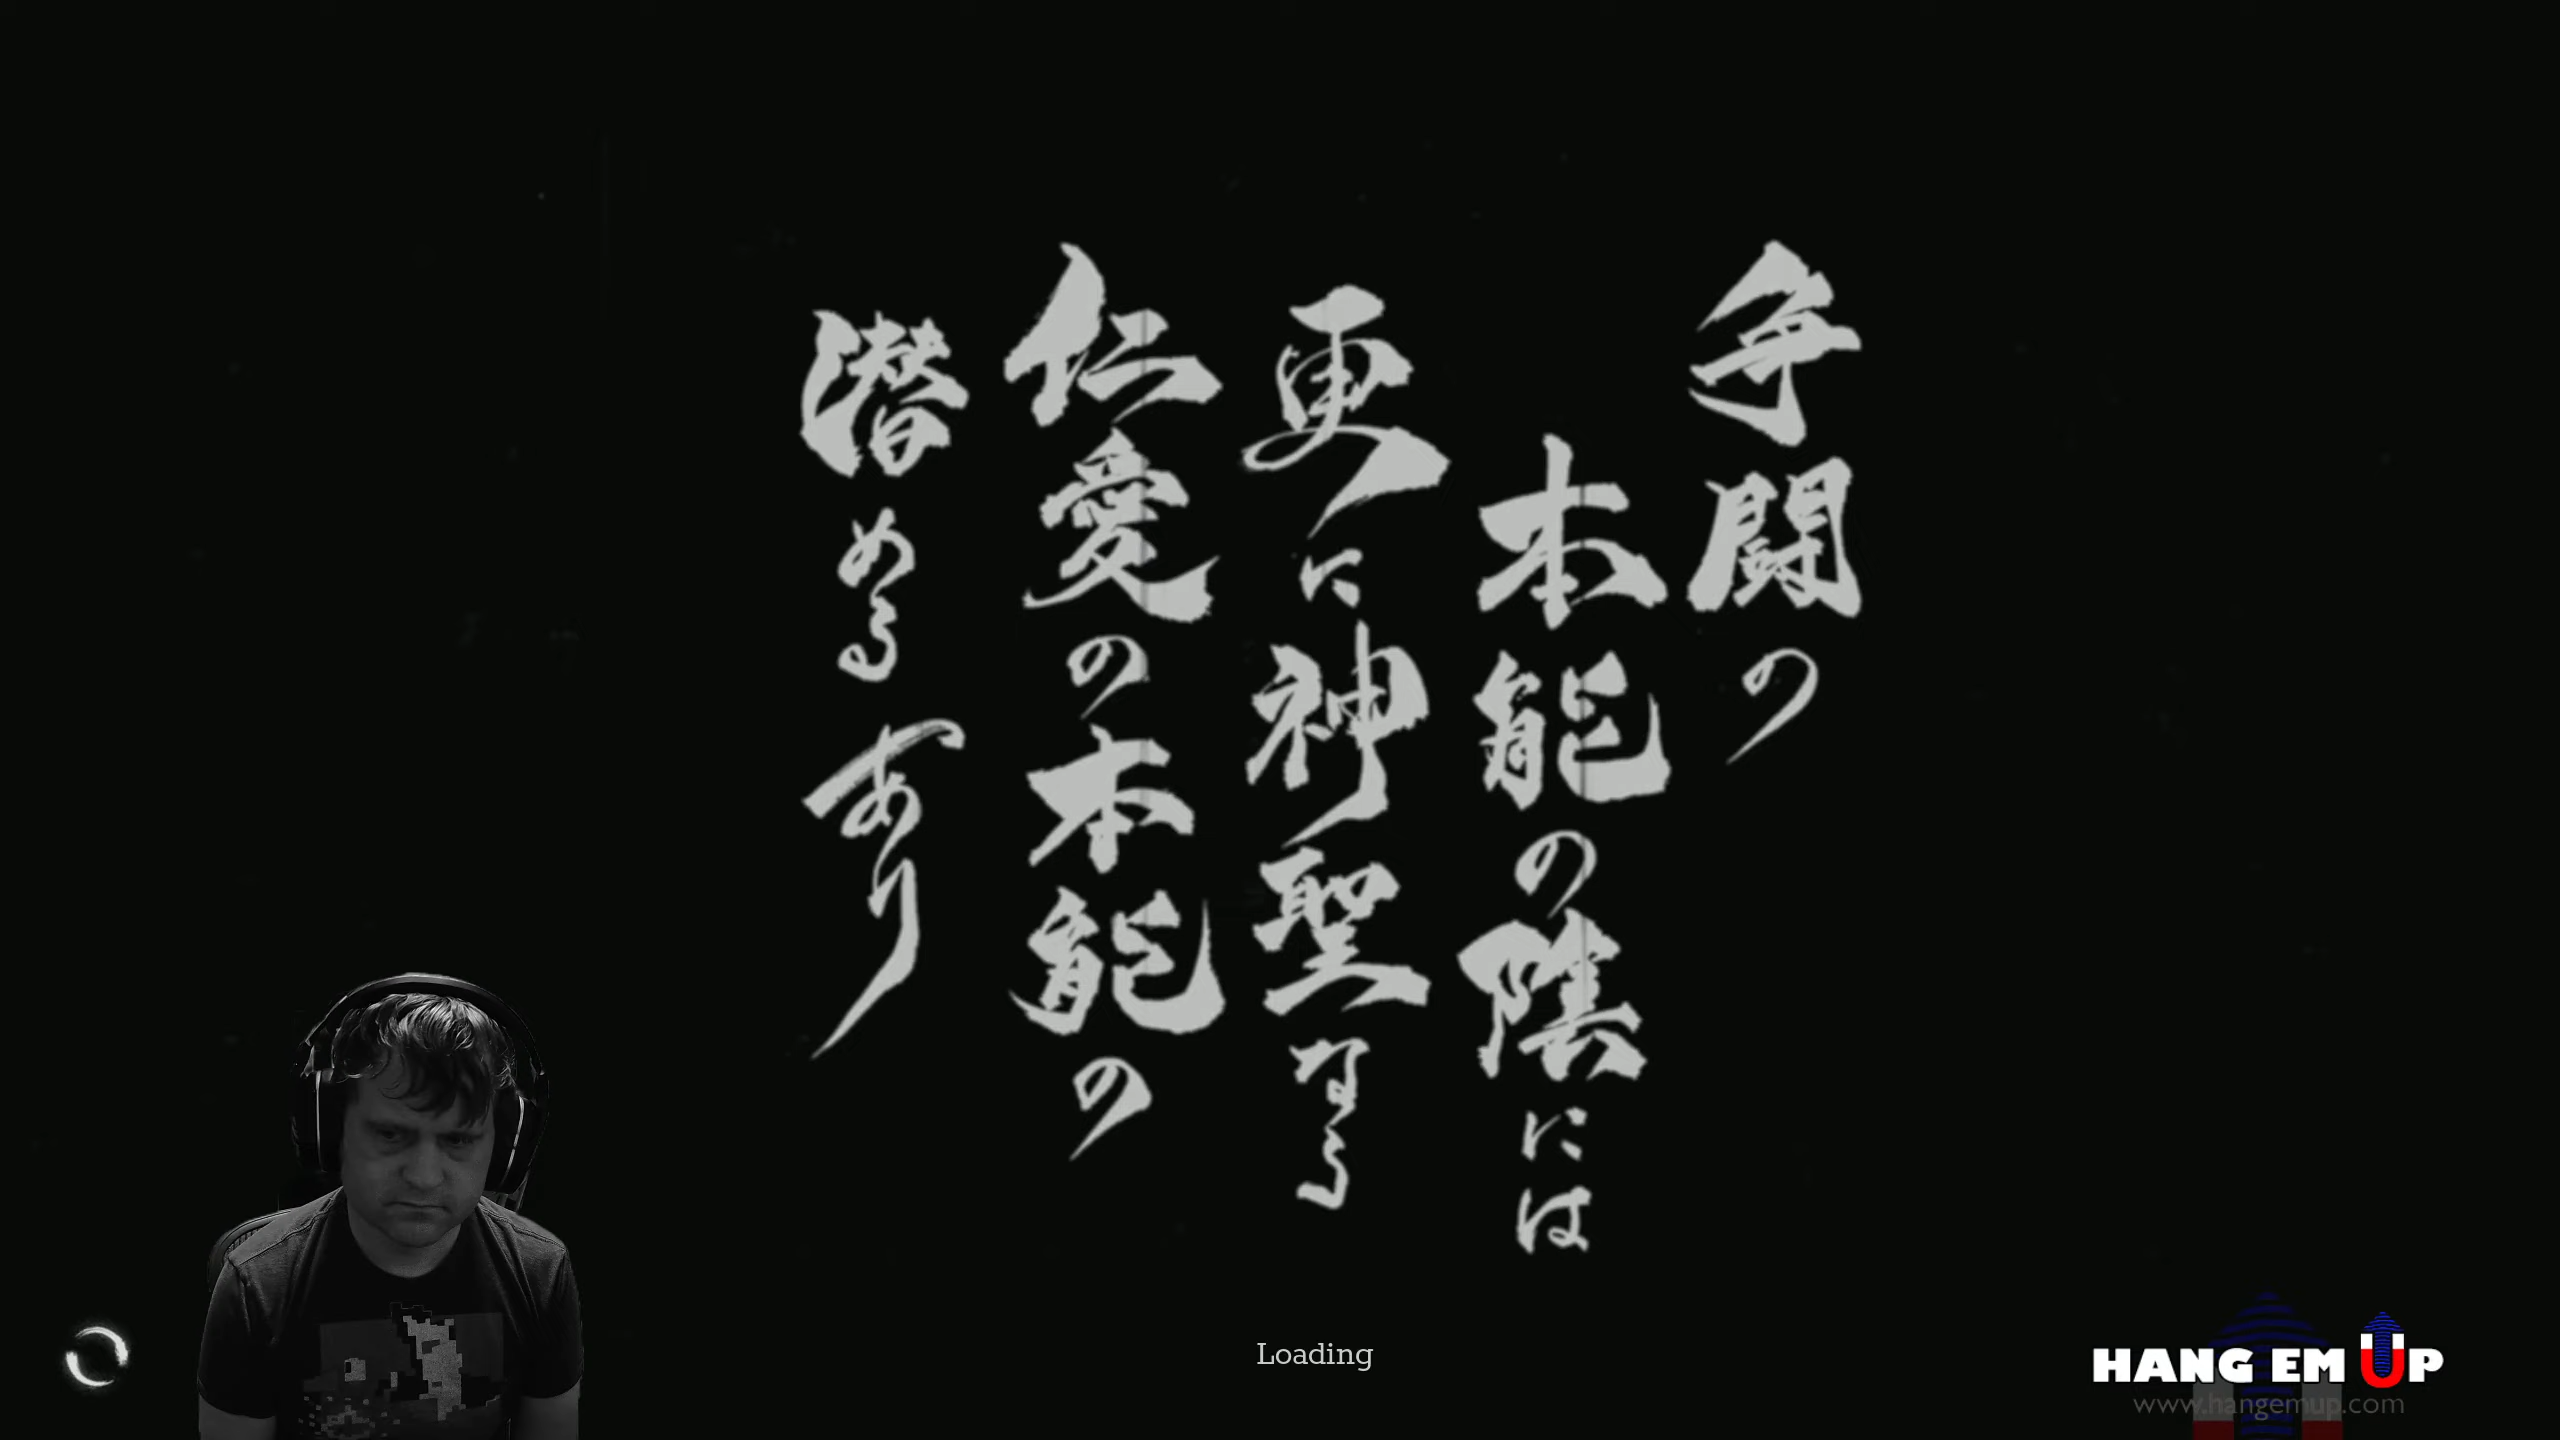 争闘の
本能の陰には
更に神聖なる
仁愛の本能の
潜めるあり
Loading
HANG EM UP
www.hangemup.com